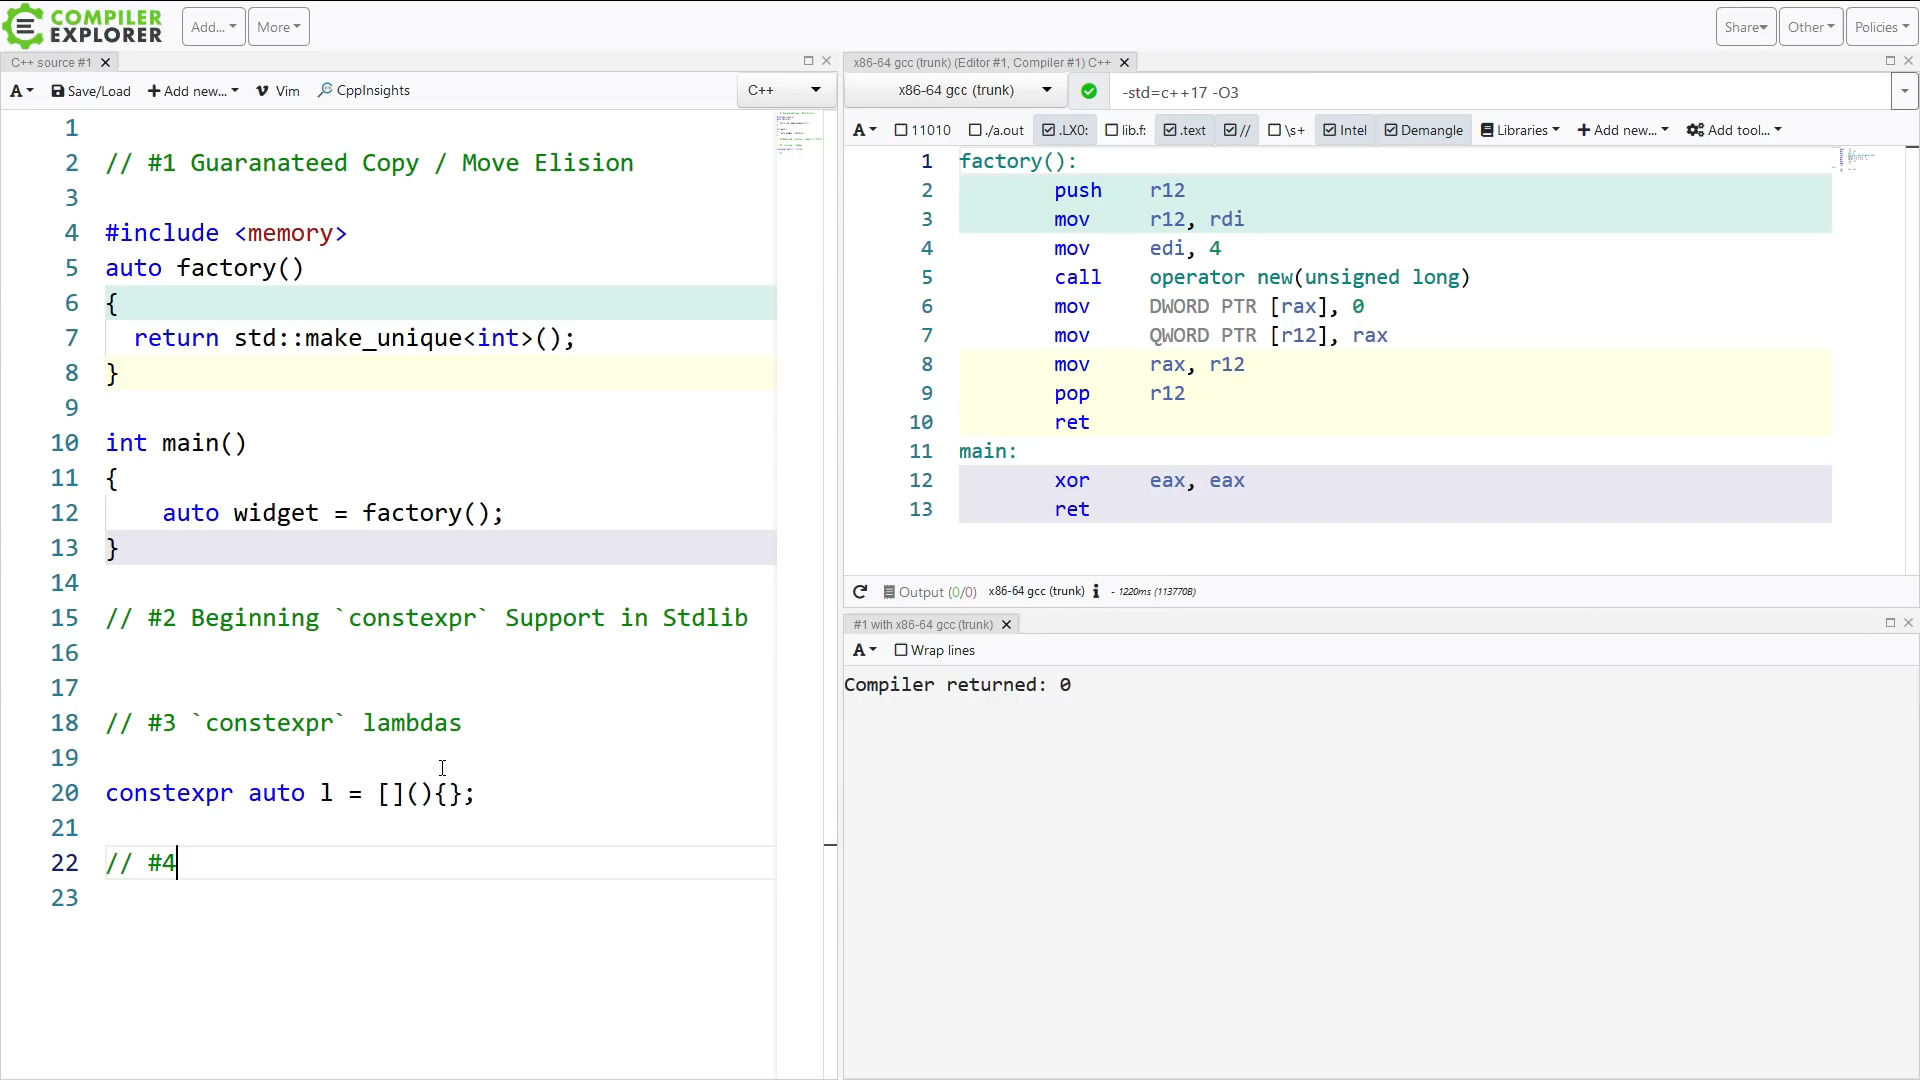 COMPILER
EXPLORER
Add...
More
Share
Other
Policies
C++ source #1
A
Save/Load
Add new...
Vim
CppInsights
C++
1
2 // #1 Guaranateed Copy / Move Elision
3
4 #include <memory>
5 auto factory()
6 {
7 return std::make_unique<int>();
8 }
9
10 int main()
11 {
12 auto widget = factory();
13 }
14
15 // #2 Beginning `constexpr` Support in Stdlib
16
17
18 // #3 `constexpr` lambdas
19
20 constexpr auto l = [](){};
21
22 // #4
23
x86-64 gcc (trunk) (Editor #1, Compiler #1) C++
x86-64 gcc (trunk)
-std=c++17 -O3
A
11010
./a.out
.LX0:
lib.f:
.text
//
\s+
Intel
Demangle
Libraries
Add new...
Add tool...
1 factory():
2 push r12
3 mov r12, rdi
4 mov edi, 4
5 call operator new(unsigned long)
6 mov DWORD PTR [rax], 0
7 mov QWORD PTR [r12], rax
8 mov rax, r12
9 pop r12
10 ret
11 main:
12 xor eax, eax
13 ret
Output (0/0) x86-64 gcc (trunk) i - 1220ms (113770B)
#1 with x86-64 gcc (trunk)
A
Wrap lines
Compiler returned: 0